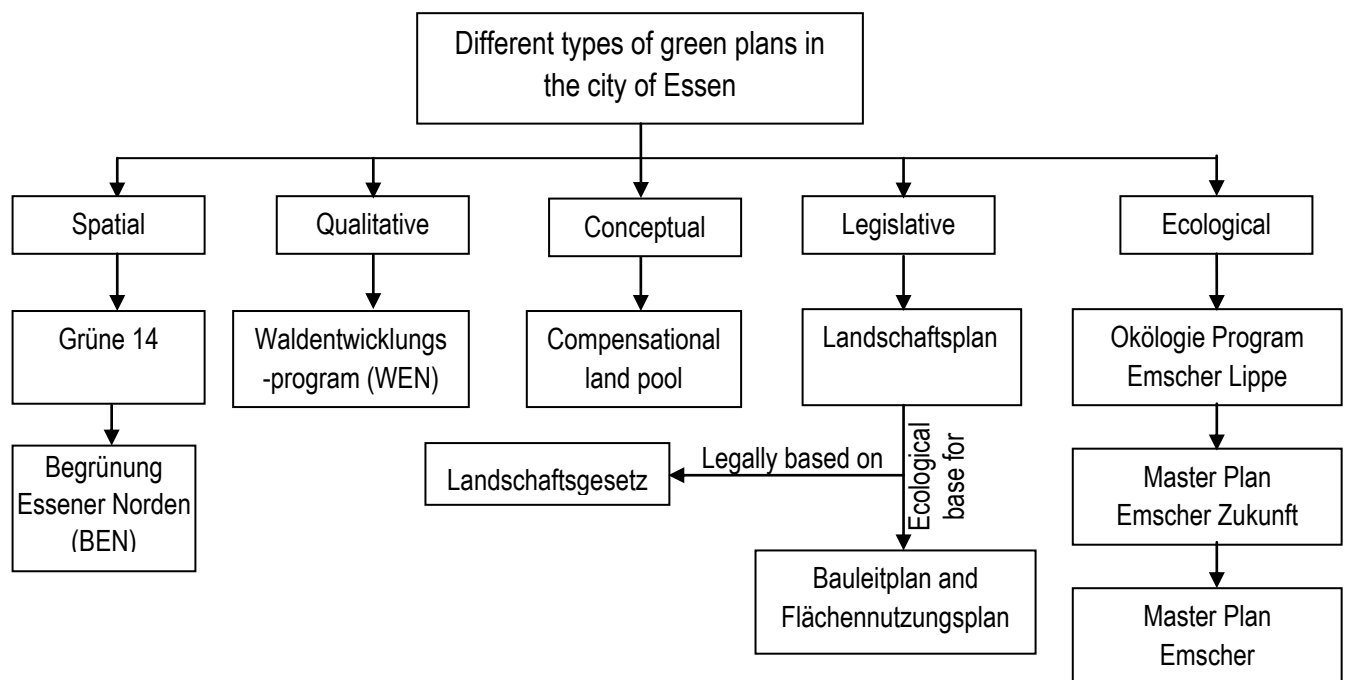 Different types of green plans in
the city of Essen
Spatial
Qualitative
Conceptual
Legislative
Ecological
Grüne 14
Waldentwicklungs
-program (WEN)
Compensational
land pool
Landschaftsplan
Okölogie Program
Emscher Lippe
Begrünung
Essener Norden
(BEN)
Landschaftsgesetz
Legally based on
Ecological
base for
Master Plan
Emscher Zukunft
Bauleitplan and
Flächennutzungsplan
Master Plan
Emscher